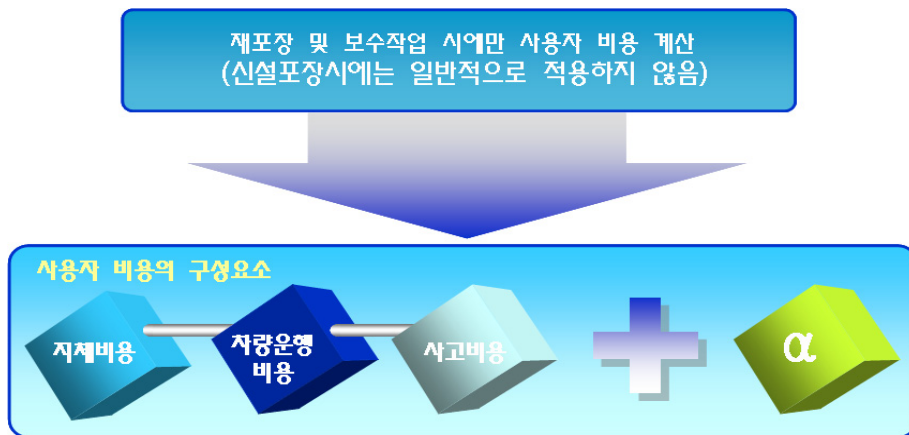 재포장 및 보수작업 시에만 사용자 비용 계산
(신설포장시에는 일반적으로 적용하지 않음)
사용자 비용의 구성요소
지체비용
차량운행
비용
사고비용
α